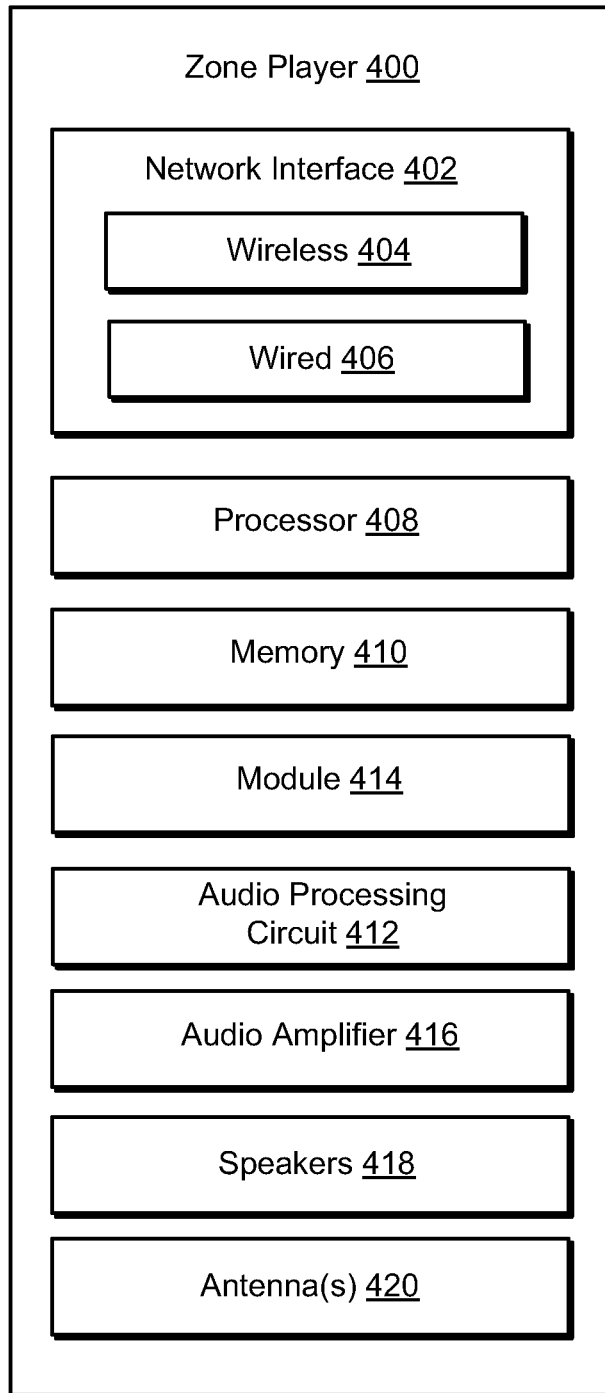 Zone Player 400
Network Interface 402
Wireless 404
Wired 406
Processor 408
Memory 410
Module 414
Audio Processing
Circuit 412
Audio Amplifier 416
Speakers 418
Antenna(s) 420